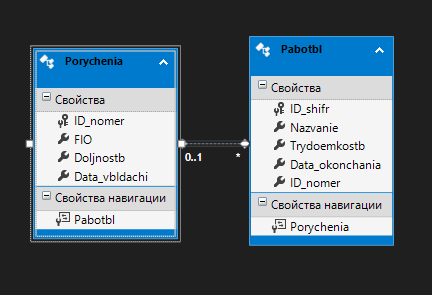 Porychenia
Свойства
ID_nomer
FIO
Doljnostb
Data_vbldachi
Свойства навигации
Pabotbl
0..1
*
Pabotbl
Свойства
ID_shifr
Nazvanie
Trydoemkostb
Data_okonchania
ID_nomer
Свойства навигации
Porychenia